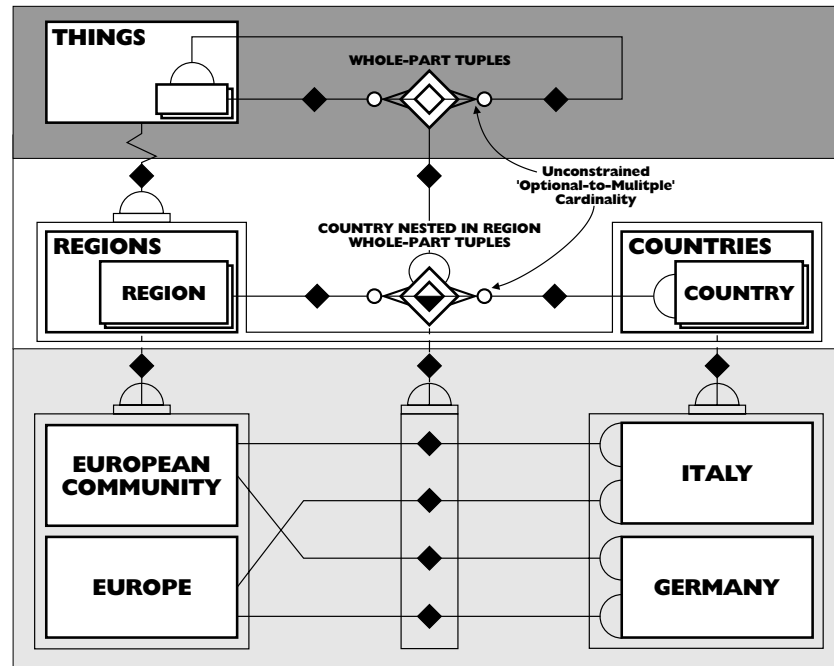 THINGS
WHOLE-PART TUPLES
Unconstrained
'Optional-to-Mulitple'
Cardinality
COUNTRY NESTED IN REGION
WHOLE-PART TUPLES
REGIONS
REGION
COUNTRIES
COUNTRY
EUROPEAN
COMMUNITY
ITALY
EUROPE
GERMANY